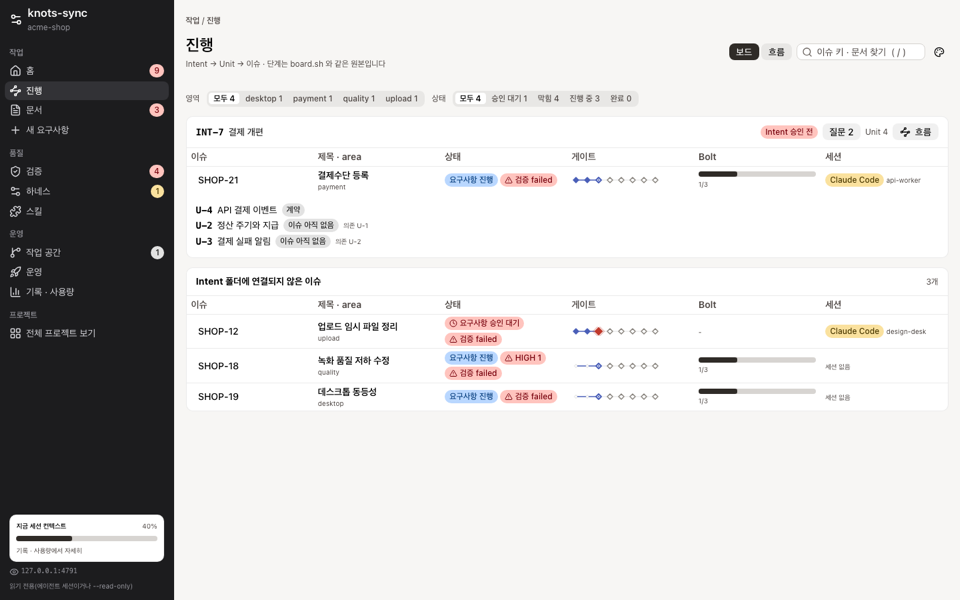 knots-sync
acme-shop
작업
홈 9
진행
문서 3
새 요구사항
품질
검증 4
하네스 1
스킬
운영
작업 공간 1
운영
기록 · 사용량
프로젝트
전체 프로젝트 보기
지금 세션 컨텍스트 40%
기록 · 사용량에서 자세히
127.0.0.1:4791
읽기 전용(에이전트 세션이거나 --read-only)
작업 / 진행
진행
Intent → Unit → 이슈 · 단계는 board.sh 와 같은 원본입니다
보드 흐름 이슈 키 · 문서 찾기 ( / )
영역 모두 4 desktop 1 payment 1 quality 1 upload 1 상태 모두 4 승인 대기 1 막힘 4 진행 중 3 완료 0
INT-7 결제 개편 Intent 승인 전 질문 2 Unit 4 흐름
이슈 제목 · area 상태 게이트 Bolt 세션
SHOP-21 결제수단 등록 요구사항 진행 검증 failed Claude Code api-worker
payment 1/3
U-4 API 결제 이벤트 계약
U-2 정산 주기와 지급 이슈 아직 없음 의존 U-1
U-3 결제 실패 알림 이슈 아직 없음 의존 U-2
Intent 폴더에 연결되지 않은 이슈 3개
이슈 제목 · area 상태 게이트 Bolt 세션
SHOP-12 업로드 임시 파일 정리 요구사항 승인 대기 - Claude Code design-desk
upload 검증 failed
SHOP-18 녹화 품질 저하 수정 요구사항 진행 HIGH 1 세션 없음
quality 검증 failed 1/3
SHOP-19 데스크톱 동등성 요구사항 진행 검증 failed 세션 없음
desktop 1/3